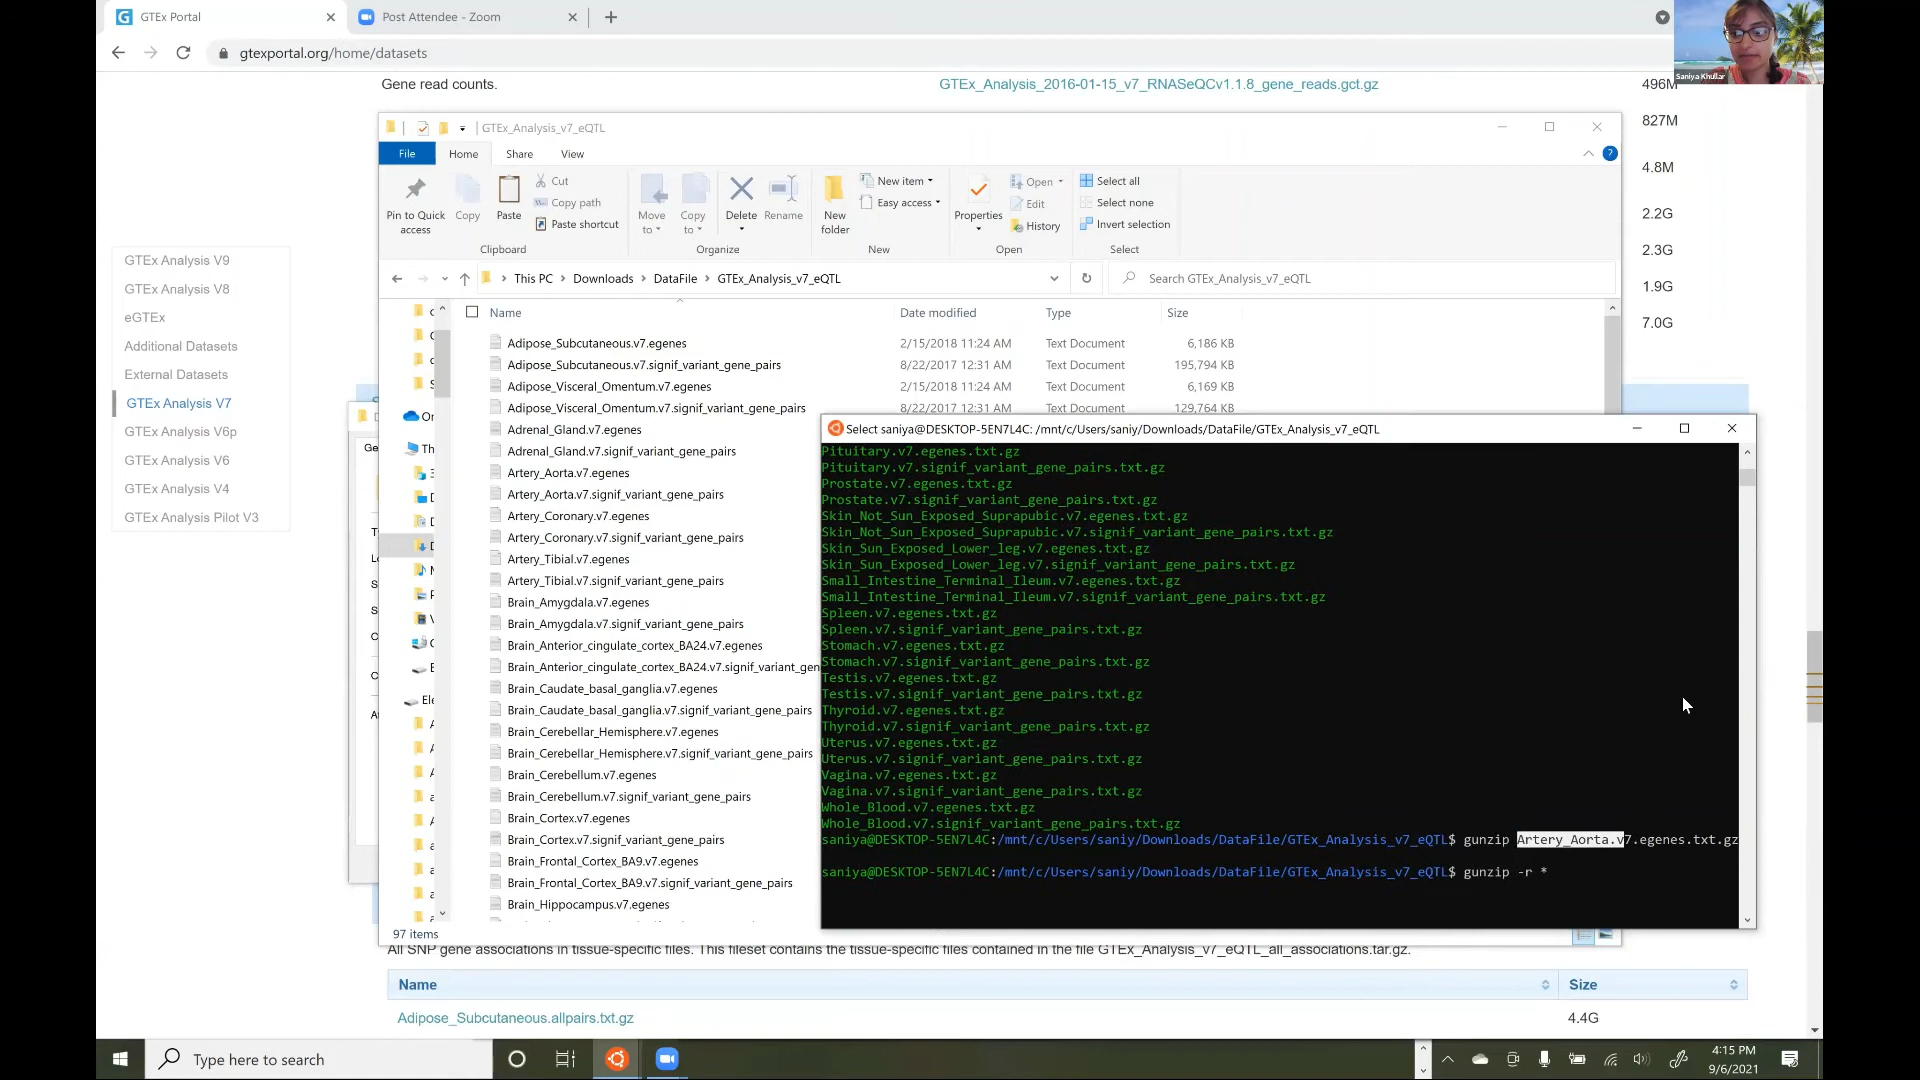 GTEx Portal
Post Attendee - Zoom
gtexportal.org/home/datasets
Saniya Khullar
Gene read counts.
GTEx_Analysis_2016-01-15_v7_RNASeQCv1.1.8_gene_reads.gct.gz
496M
827M
4.8M
2.2G
2.3G
1.9G
7.0G
GTEx Analysis V9
GTEx Analysis V8
eGTEx
Additional Datasets
External Datasets
GTEx Analysis V7
GTEx Analysis V6p
GTEx Analysis V6
GTEx Analysis V4
GTEx Analysis Pilot V3
GTEx_Analysis_v7_eQTL
File Home Share View
Pin to Quick access
Copy
Paste
Cut
Copy path
Paste shortcut
Clipboard
Move to
Copy to
Delete
Rename
Organize
New folder
New item
Easy access
New
Properties
Open
Edit
History
Open
Select all
Select none
Invert selection
Select
This PC > Downloads > DataFile > GTEx_Analysis_v7_eQTL
Search GTEx_Analysis_v7_eQTL
Name Date modified Type Size
Adipose_Subcutaneous.v7.egenes 2/15/2018 11:24 AM Text Document 6,186 KB
Adipose_Subcutaneous.v7.signif_variant_gene_pairs 8/22/2017 12:31 AM Text Document 195,794 KB
Adipose_Visceral_Omentum.v7.egenes 2/15/2018 11:24 AM Text Document 6,169 KB
Adipose_Visceral_Omentum.v7.signif_variant_gene_pairs 8/22/2017 12:31 AM Text Document 129,764 KB
Adrenal_Gland.v7.egenes
Adrenal_Gland.v7.signif_variant_gene_pairs
Artery_Aorta.v7.egenes
Artery_Aorta.v7.signif_variant_gene_pairs
Artery_Coronary.v7.egenes
Artery_Coronary.v7.signif_variant_gene_pairs
Artery_Tibial.v7.egenes
Artery_Tibial.v7.signif_variant_gene_pairs
Brain_Amygdala.v7.egenes
Brain_Amygdala.v7.signif_variant_gene_pairs
Brain_Anterior_cingulate_cortex_BA24.v7.egenes
Brain_Anterior_cingulate_cortex_BA24.v7.signif_variant_gen
Brain_Caudate_basal_ganglia.v7.egenes
Brain_Caudate_basal_ganglia.v7.signif_variant_gene_pairs
Brain_Cerebellar_Hemisphere.v7.egenes
Brain_Cerebellar_Hemisphere.v7.signif_variant_gene_pairs
Brain_Cerebellum.v7.egenes
Brain_Cerebellum.v7.signif_variant_gene_pairs
Brain_Cortex.v7.egenes
Brain_Cortex.v7.signif_variant_gene_pairs
Brain_Frontal_Cortex_BA9.v7.egenes
Brain_Frontal_Cortex_BA9.v7.signif_variant_gene_pairs
Brain_Hippocampus.v7.egenes
97 items
Select saniya@DESKTOP-5EN7L4C: /mnt/c/Users/saniy/Downloads/DataFile/GTEx_Analysis_v7_eQTL
Pituitary.v7.egenes.txt.gz
Pituitary.v7.signif_variant_gene_pairs.txt.gz
Prostate.v7.egenes.txt.gz
Prostate.v7.signif_variant_gene_pairs.txt.gz
Skin_Not_Sun_Exposed_Suprapubic.v7.egenes.txt.gz
Skin_Not_Sun_Exposed_Suprapubic.v7.signif_variant_gene_pairs.txt.gz
Skin_Sun_Exposed_Lower_leg.v7.egenes.txt.gz
Skin_Sun_Exposed_Lower_leg.v7.signif_variant_gene_pairs.txt.gz
Small_Intestine_Terminal_Ileum.v7.egenes.txt.gz
Small_Intestine_Terminal_Ileum.v7.signif_variant_gene_pairs.txt.gz
Spleen.v7.egenes.txt.gz
Spleen.v7.signif_variant_gene_pairs.txt.gz
Stomach.v7.egenes.txt.gz
Stomach.v7.signif_variant_gene_pairs.txt.gz
Testis.v7.egenes.txt.gz
Testis.v7.signif_variant_gene_pairs.txt.gz
Thyroid.v7.egenes.txt.gz
Thyroid.v7.signif_variant_gene_pairs.txt.gz
Uterus.v7.egenes.txt.gz
Uterus.v7.signif_variant_gene_pairs.txt.gz
Vagina.v7.egenes.txt.gz
Vagina.v7.signif_variant_gene_pairs.txt.gz
Whole_Blood.v7.egenes.txt.gz
Whole_Blood.v7.signif_variant_gene_pairs.txt.gz
saniya@DESKTOP-5EN7L4C:/mnt/c/Users/saniy/Downloads/DataFile/GTEx_Analysis_v7_eQTL$ gunzip Artery_Aorta.v7.egenes.txt.gz
saniya@DESKTOP-5EN7L4C:/mnt/c/Users/saniy/Downloads/DataFile/GTEx_Analysis_v7_eQTL$ gunzip -r *
All SNP gene associations in tissue-specific files. This fileset contains the tissue-specific files contained in the file GTEx_Analysis_v7_eQTL_all_associations.tar.gz.
Name Size
Adipose_Subcutaneous.allpairs.txt.gz 4.4G
Type here to search
4:15 PM
9/6/2021